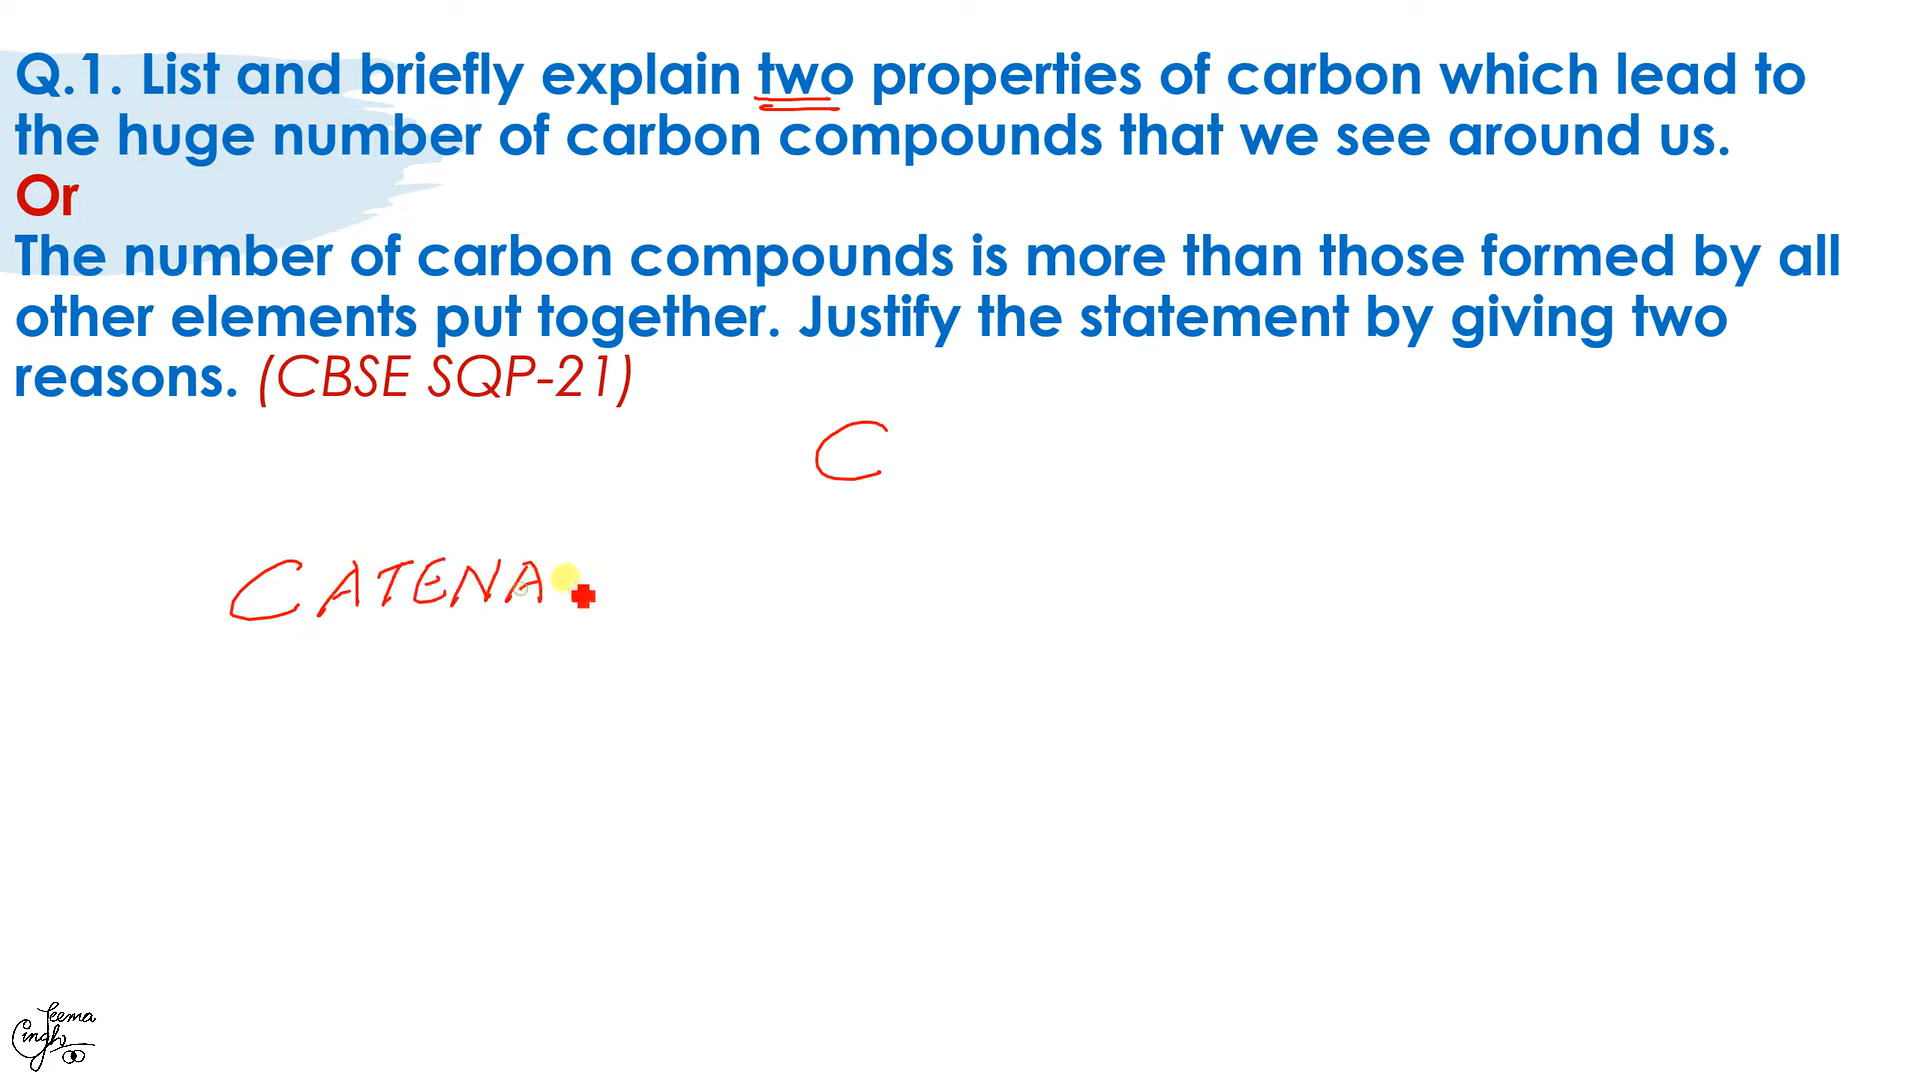 Q.1. List and briefly explain two properties of carbon which lead to
the huge number of carbon compounds that we see around us.
Or
The number of carbon compounds is more than those formed by all
other elements put together. Justify the statement by giving two
reasons. (CBSE SQP-21)
C
CATENA
Seema
Singh